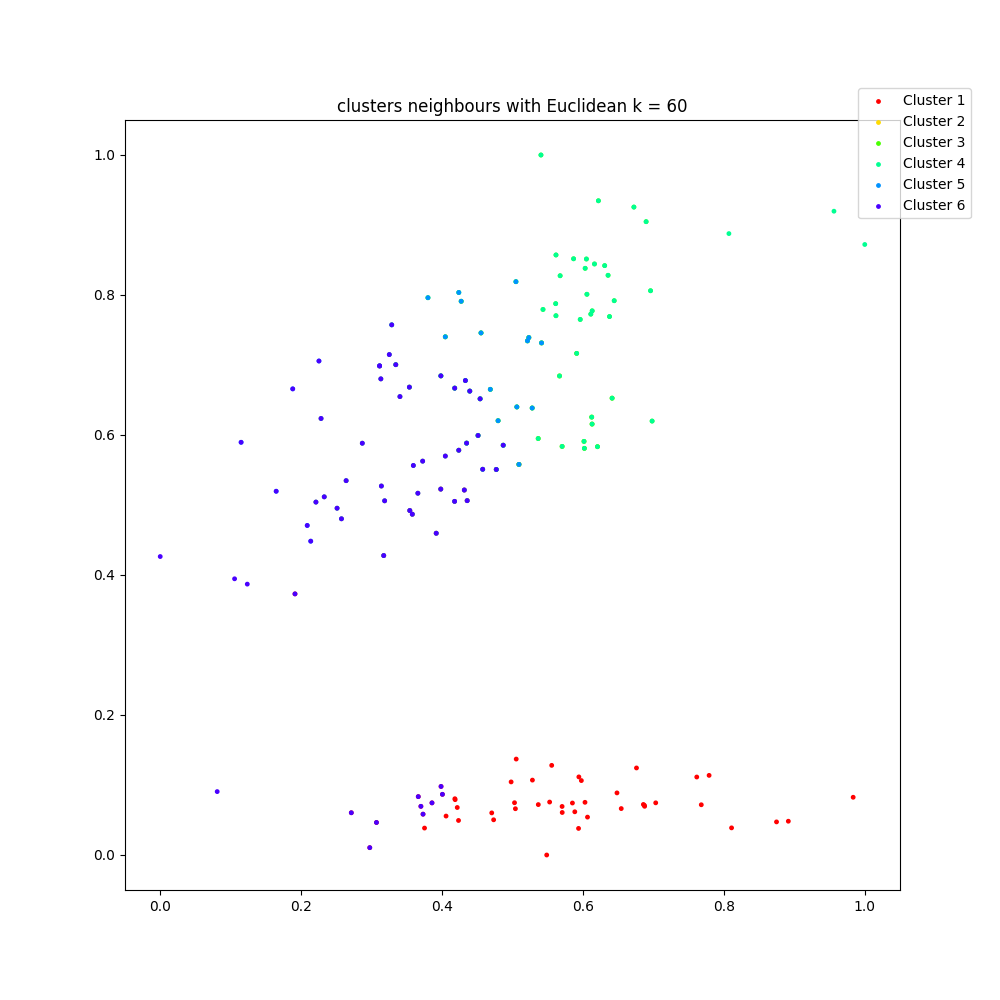 clusters neighbours with Euclidean k = 60
Cluster 1
Cluster 2
Cluster 3
Cluster 4
Cluster 5
Cluster 6
1.0
0.8
0.6
0.4
0.2
0.0
0.0 0.2 0.4 0.6 0.8 1.0